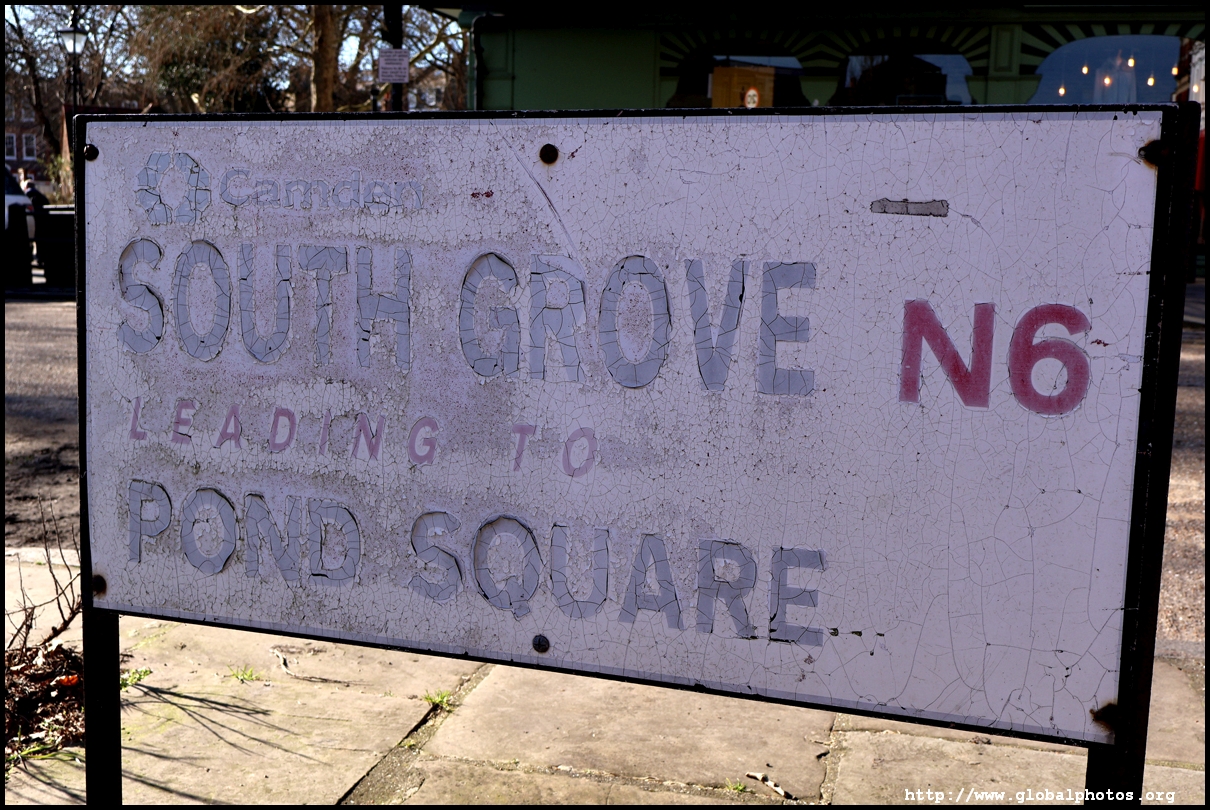 Camden
SOUTH GROVE
N6
LEADING TO
POND SQUARE
http://www.globalphotos.org